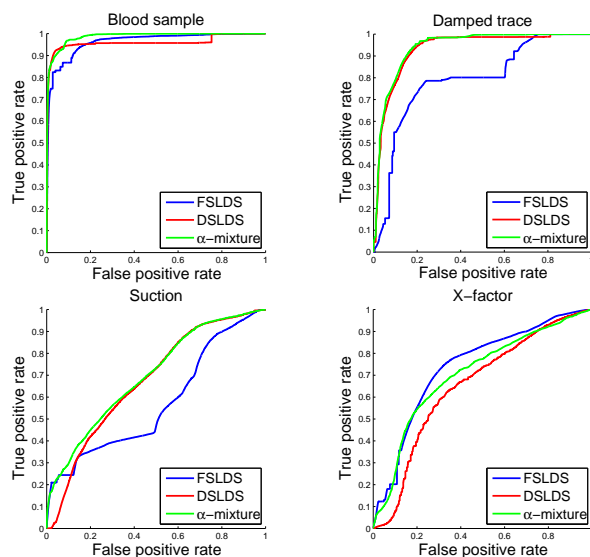 Blood sample
True positive rate
1
0.9
0.8
0.7
0.6
0.5
0.4
0.3
0.2
0.1
0
0 0.2 0.4 0.6 0.8 1
False positive rate
FSLDS
DSLDS
α−mixture
Damped trace
True positive rate
1
0.9
0.8
0.7
0.6
0.5
0.4
0.3
0.2
0.1
0
0 0.2 0.4 0.6 0.8 1
False positive rate
FSLDS
DSLDS
α−mixture
Suction
True positive rate
1
0.9
0.8
0.7
0.6
0.5
0.4
0.3
0.2
0.1
0
0 0.2 0.4 0.6 0.8 1
False positive rate
FSLDS
DSLDS
α−mixture
X−factor
True positive rate
1
0.9
0.8
0.7
0.6
0.5
0.4
0.3
0.2
0.1
0
0 0.2 0.4 0.6 0.8 1
False positive rate
FSLDS
DSLDS
α−mixture